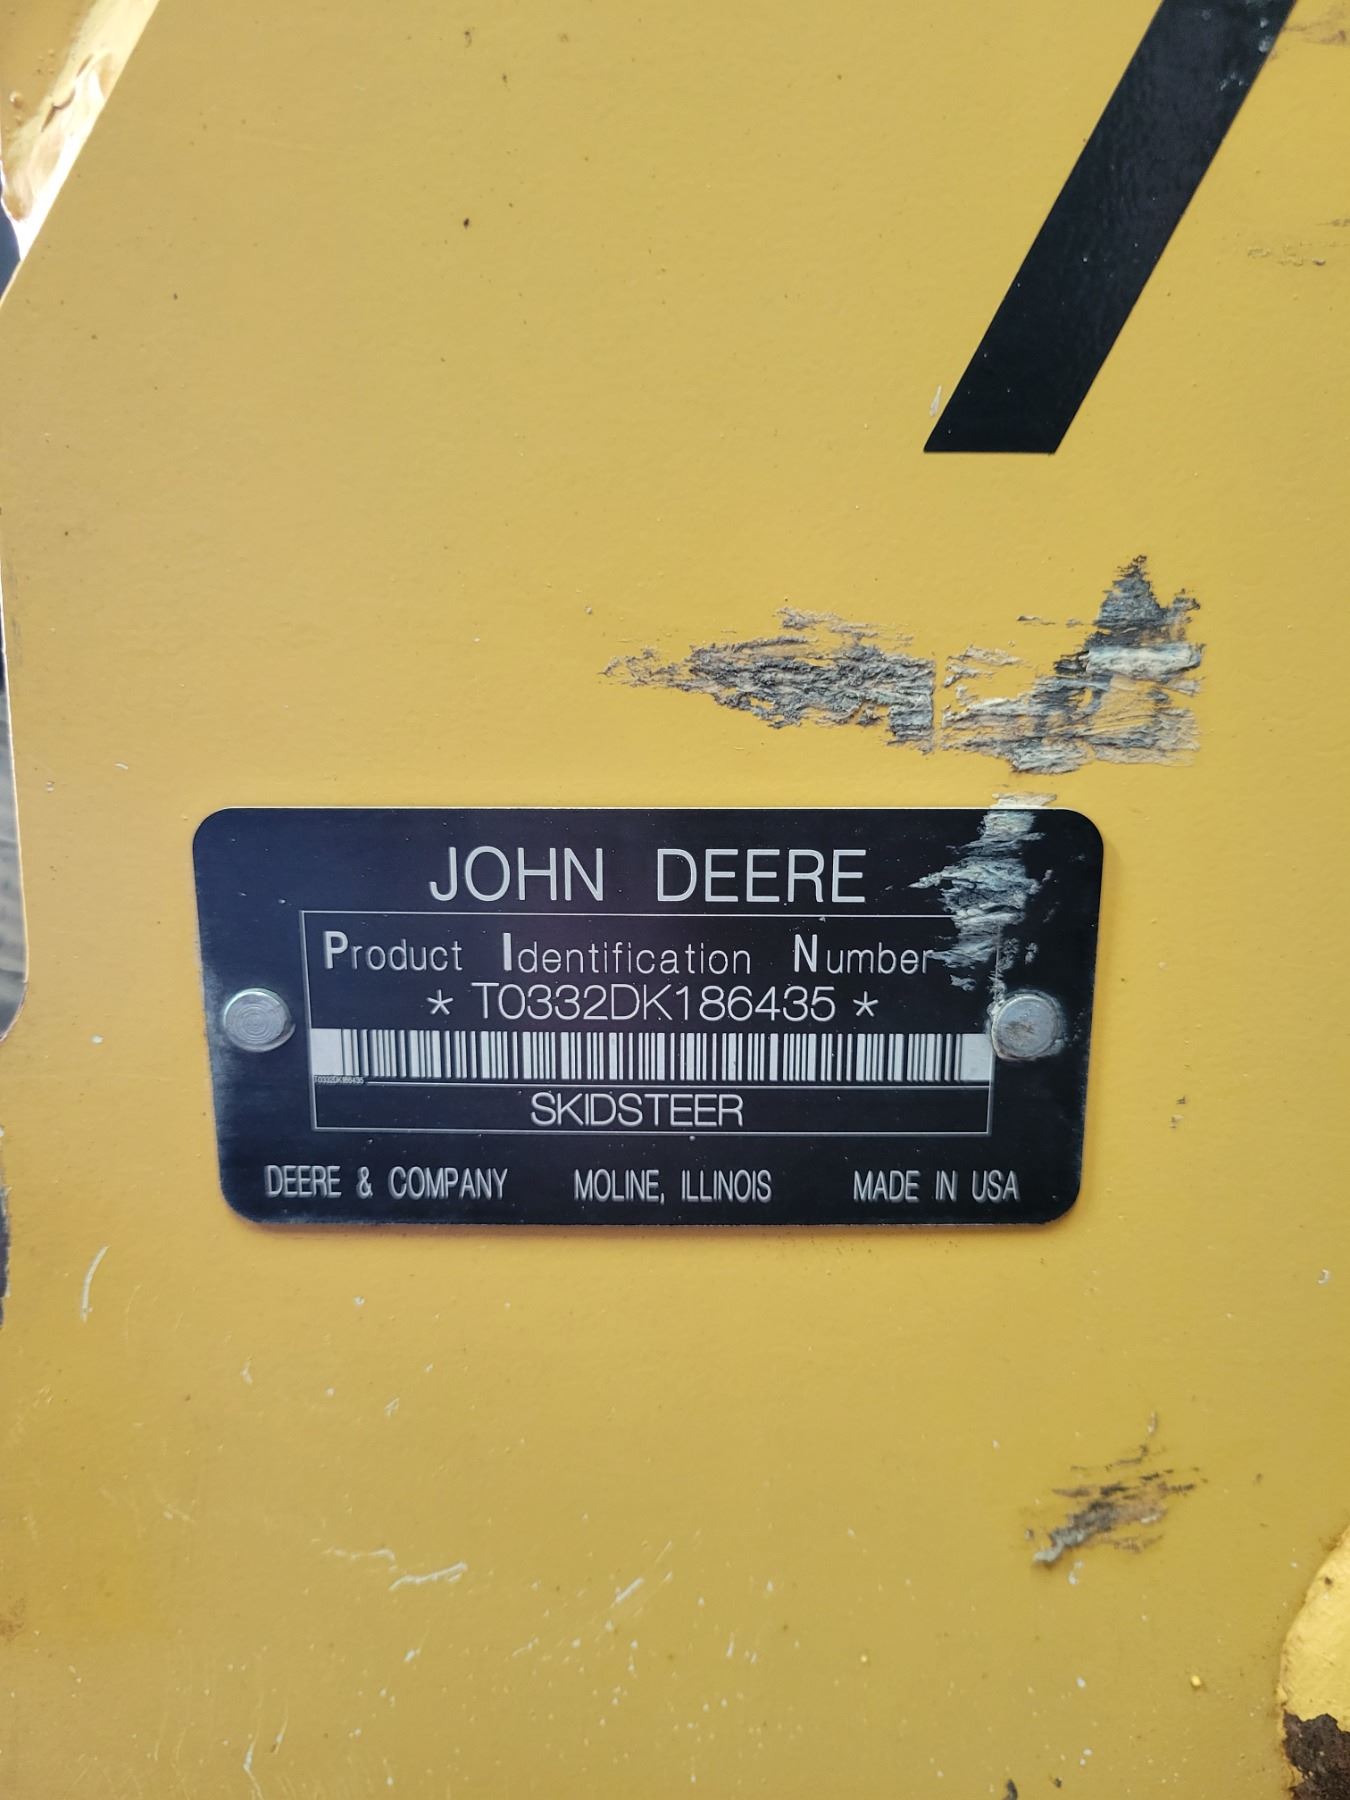 JOHN DEERE
Product Identification Number
* T0332DK186435 *
T0332DK186435
SKIDSTEER
DEERE & COMPANY MOLINE, ILLINOIS MADE IN USA